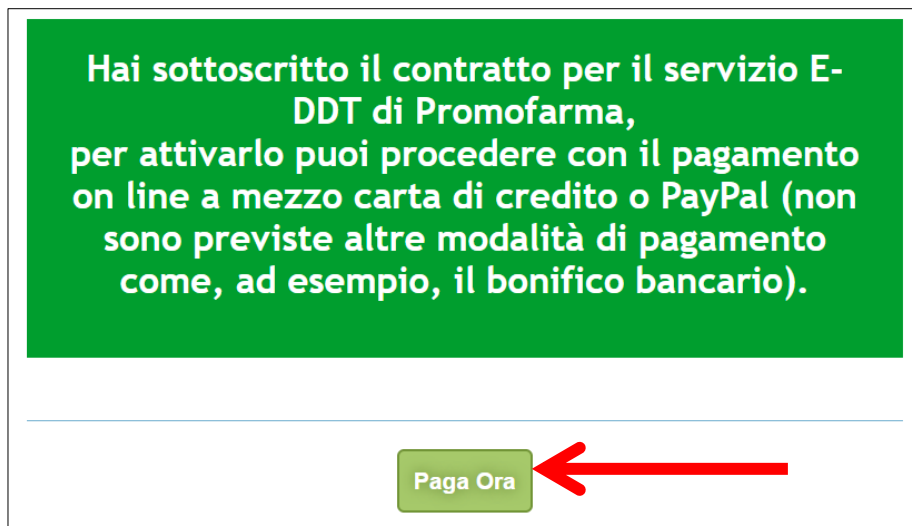 Hai sottoscritto il contratto per il servizio E-
DDT di Promofarma,
per attivarlo puoi procedere con il pagamento
on line a mezzo carta di credito o PayPal (non
sono previste altre modalità di pagamento
come, ad esempio, il bonifico bancario).
Paga Ora